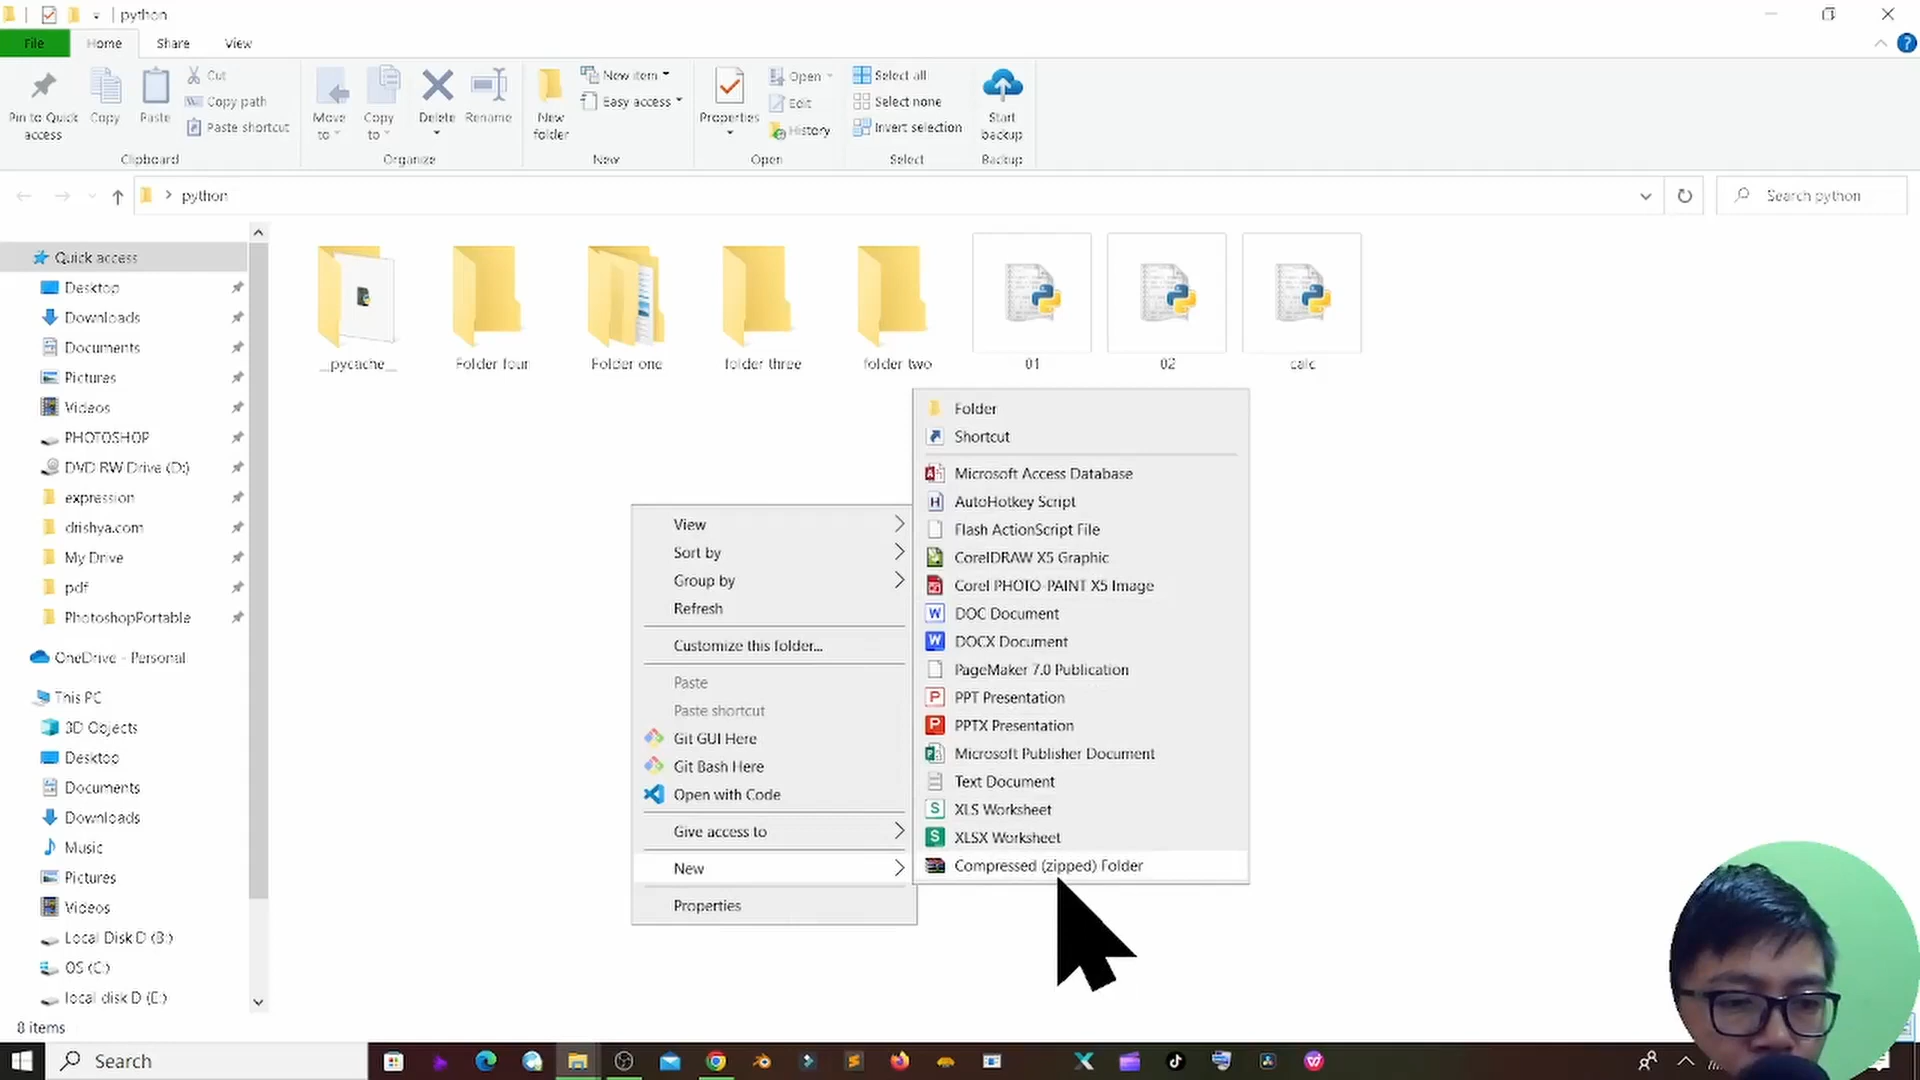 python
File
Home
Share
View
Pin to Quick
access
Copy
Paste
Cut
Copy path
Paste shortcut
Clipboard
Move
to
Copy
to
Delete
Rename
Organize
New
folder
New item
Easy access
New
Properties
Open
Edit
History
Open
Select all
Select none
Invert selection
Select
Start
backup
Backup
python
Search python
Quick access
Desktop
Downloads
Documents
Pictures
Videos
PHOTOSHOP
DVD RW Drive (D:)
expression
drishya.com
My Drive
pdf
PhotoshopPortable
OneDrive - Personal
This PC
3D Objects
Desktop
Documents
Downloads
Music
Pictures
Videos
Local Disk D (B:)
OS (C:)
local disk D (E:)
__pycache__
Folder four
Folder one
folder three
folder two
01
02
calc
View
Sort by
Group by
Refresh
Customize this folder...
Paste
Paste shortcut
Git GUI Here
Git Bash Here
Open with Code
Give access to
New
Properties
Folder
Shortcut
Microsoft Access Database
AutoHotkey Script
Flash ActionScript File
CorelDRAW X5 Graphic
Corel PHOTO-PAINT X5 Image
DOC Document
DOCX Document
PageMaker 7.0 Publication
PPT Presentation
PPTX Presentation
Microsoft Publisher Document
Text Document
XLS Worksheet
XLSX Worksheet
Compressed (zipped) Folder
8 items
Search